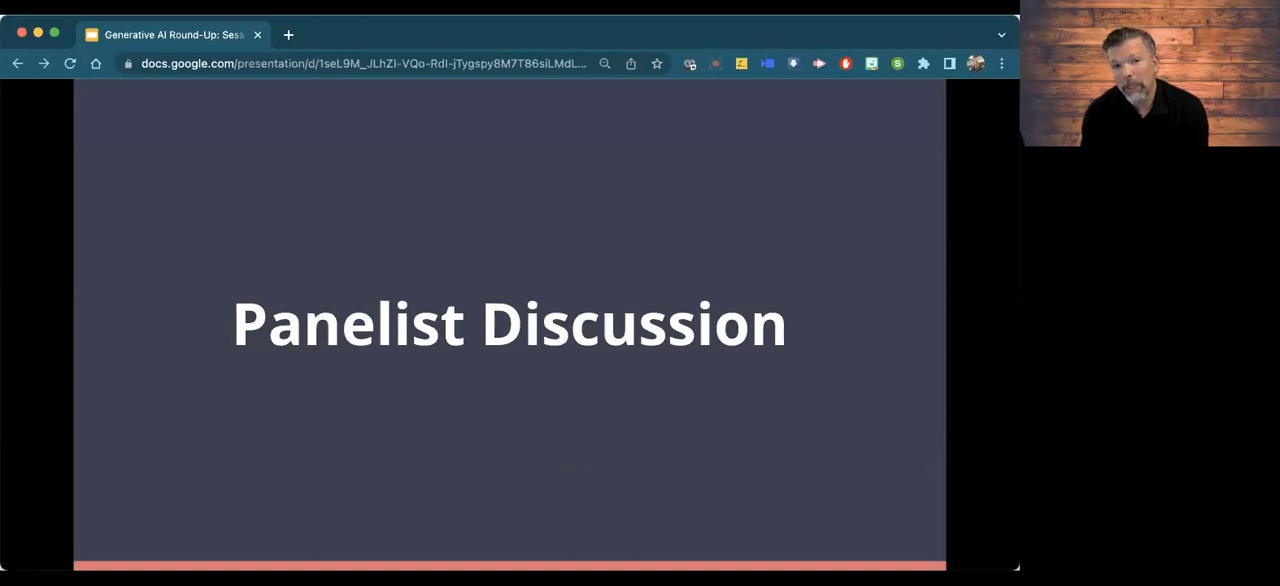 Generative AI Round-Up: Sess
docs.google.com/presentation/d/1seL9M_JLhZI-VQo-RdI-jTygspy8M7T86siLMdL...
Panelist Discussion